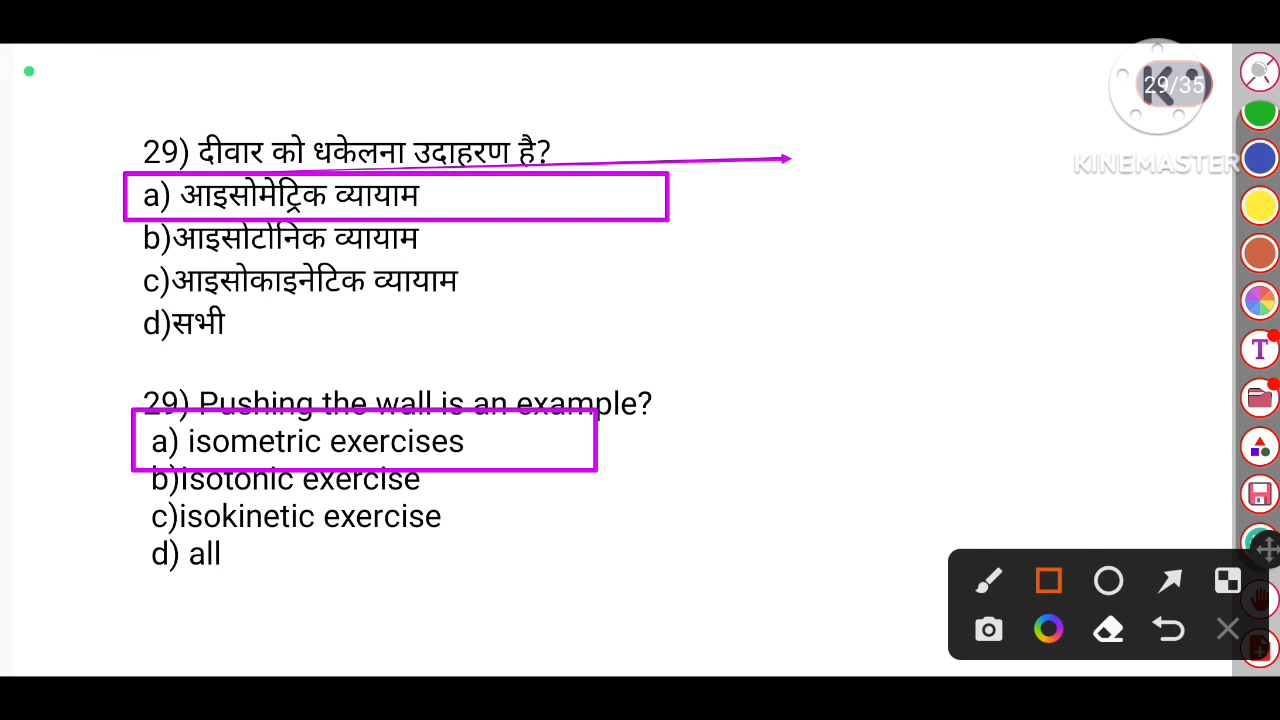 29/35
KINEMASTER
29) दीवार को धकेलना उदाहरण है?
a) आइसोमेट्रिक व्यायाम
b)आइसोटोनिक व्यायाम
c)आइसोकाइनेटिक व्यायाम
d)सभी
29) Pushing the wall is an example?
a) isometric exercises
b)isotonic exercise
c)isokinetic exercise
d) all
T